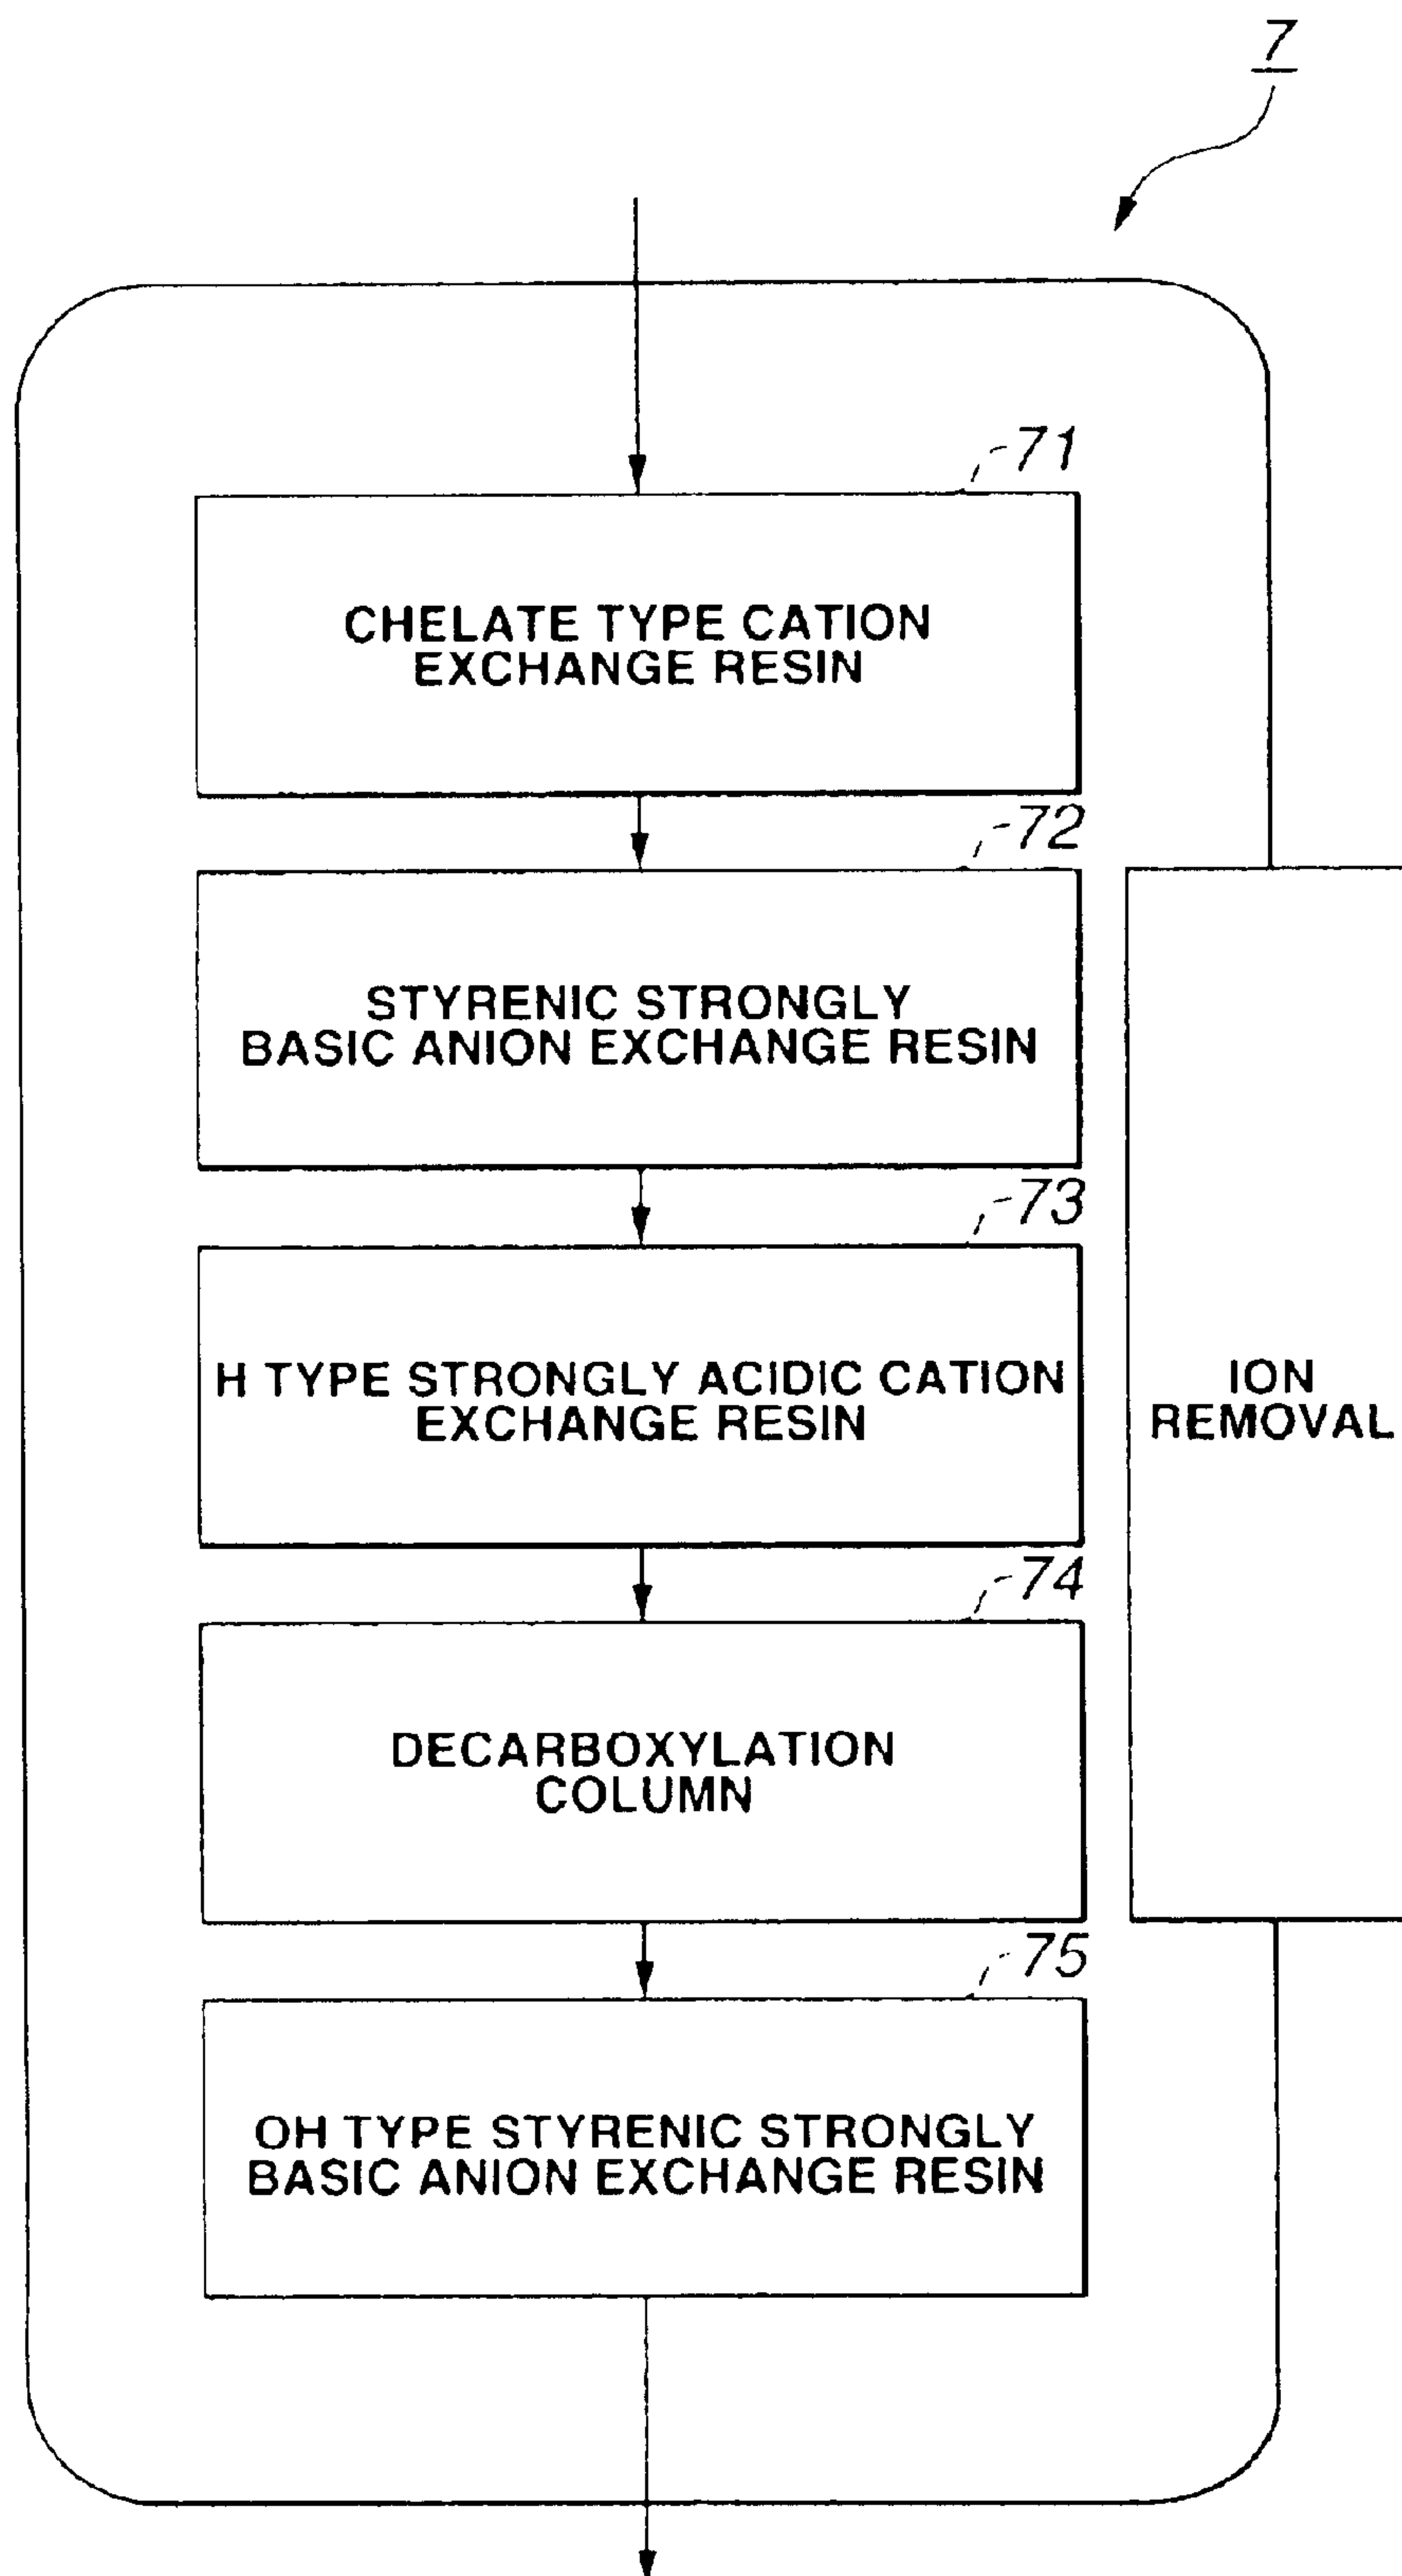 7
71
CHELATE TYPE CATION
EXCHANGE RESIN
72
STYRENIC STRONGLY
BASIC ANION EXCHANGE RESIN
73
H TYPE STRONGLY ACIDIC CATION
EXCHANGE RESIN
ION
REMOVAL
74
DECARBOXYLATION
COLUMN
75
OH TYPE STYRENIC STRONGLY
BASIC ANION EXCHANGE RESIN